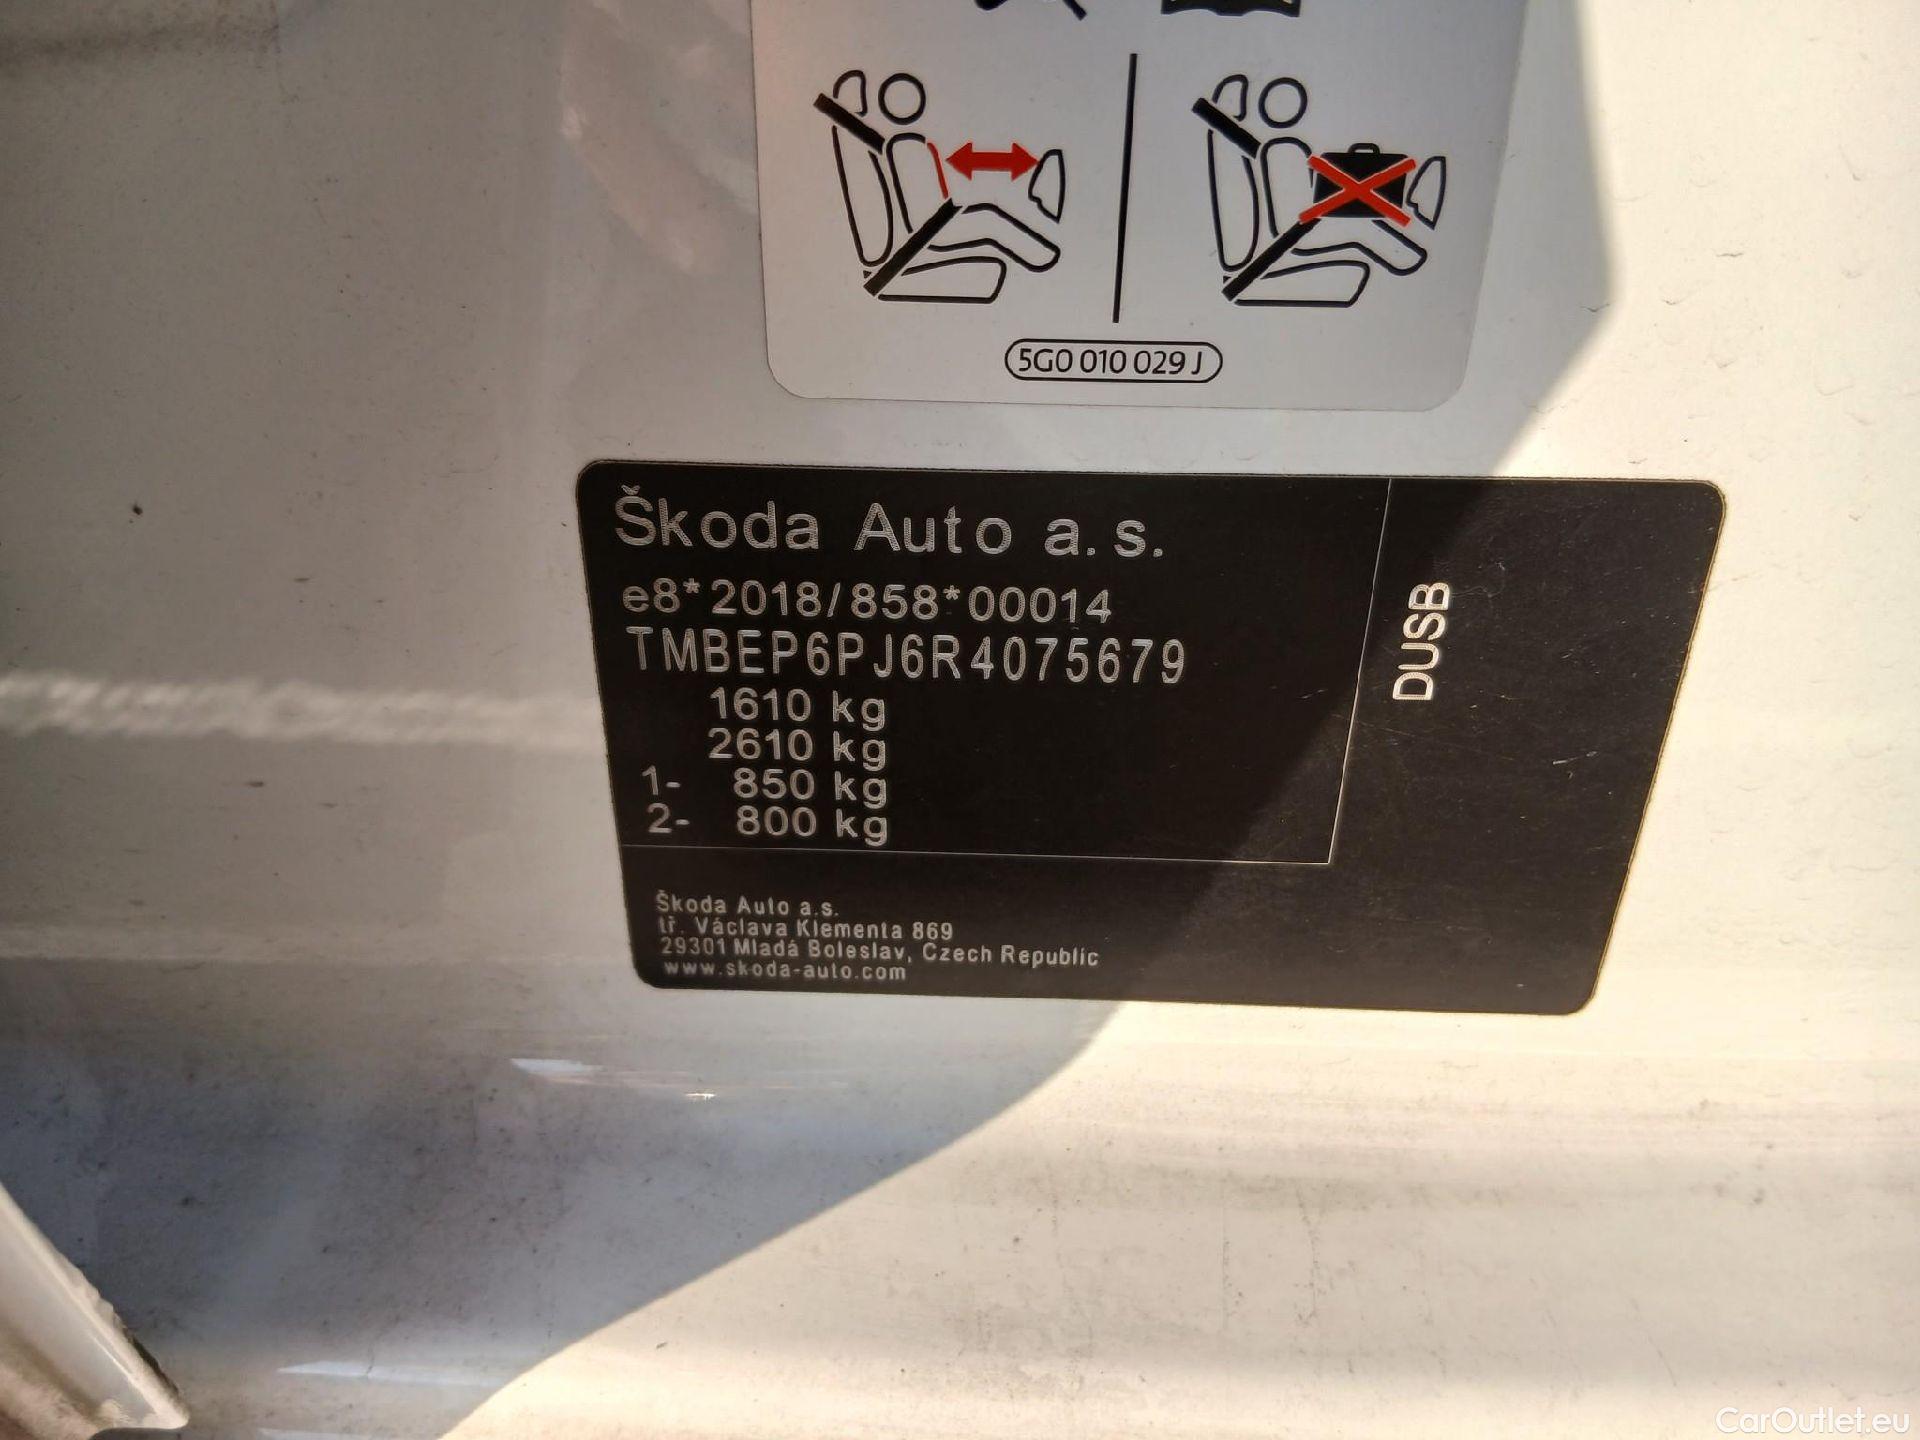 5G0 010 029 J
Škoda Auto a.s.
e8*2018/858*00014
TMBEP6PJ6R4075679
1610 kg
2610 kg
1- 850 kg
2- 800 kg
DUSB
Škoda Auto a.s.
tř. Václava Klementa 869
29301 Mladá Boleslav, Czech Republic
www.skoda-auto.com
CarOutlet.eu